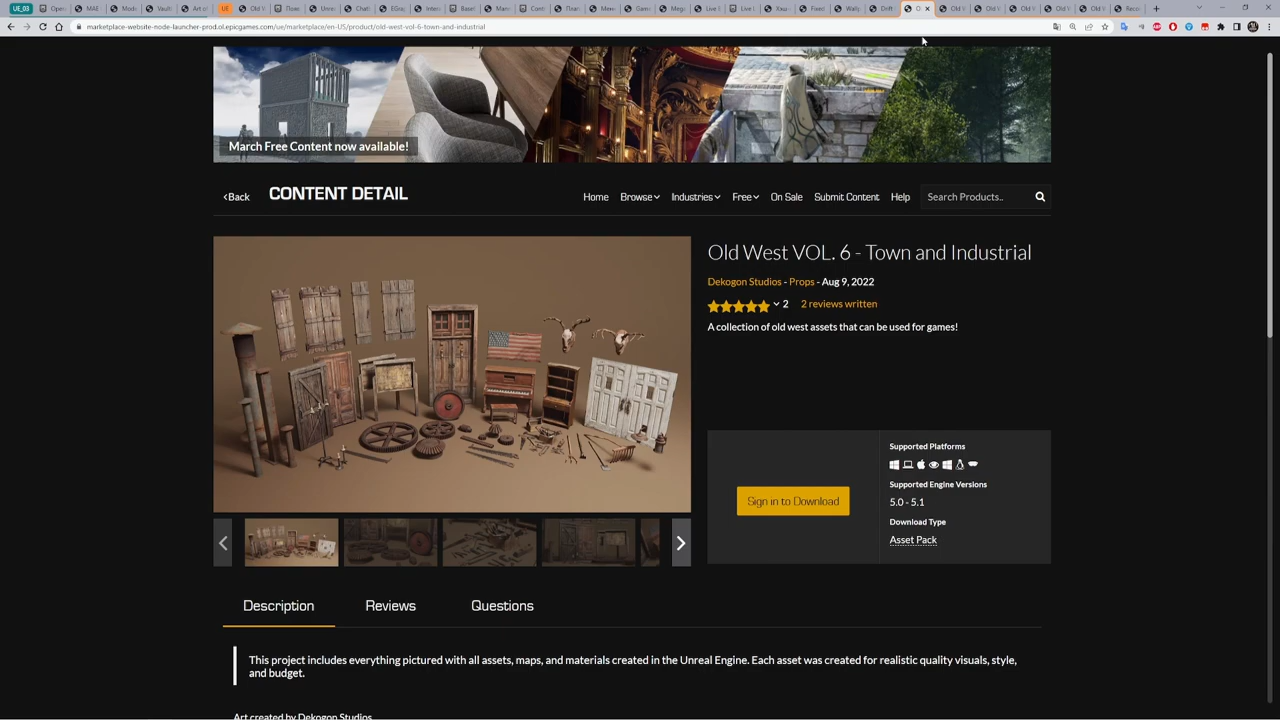 UE_03
marketplace-website-node-launcher-prod.ol.epicgames.com/ue/marketplace/en-US/product/old-west-vol-6-town-and-industrial
March Free Content now available!
Back
CONTENT DETAIL
Home
Browse
Industries
Free
On Sale
Submit Content
Help
Search Products..
Old West VOL. 6 - Town and Industrial
Dekogon Studios - Props - Aug 9, 2022
2
2 reviews written
A collection of old west assets that can be used for games!
Sign in to Download
Supported Platforms
Supported Engine Versions
5.0 - 5.1
Download Type
Asset Pack
Description
Reviews
Questions
This project includes everything pictured with all assets, maps, and materials created in the Unreal Engine. Each asset was created for realistic quality visuals, style,
and budget.
Art created by Dekogon Studios